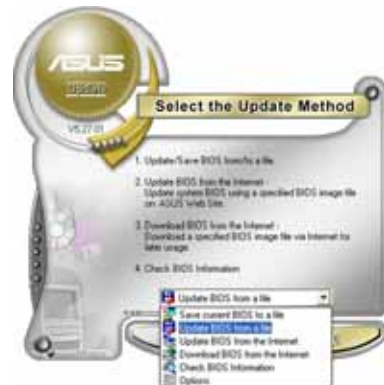 ASUS
UPDATE
V5.27.01
Select the Update Method
1. Update/Save BIOS from/to a file
2. Update BIOS from the Internet -
Update system BIOS using a specified BIOS image file
on ASUS Web Site.
3. Download BIOS from the Internet -
Download a specified BIOS image file via Internet for
later usage.
4. Check BIOS Information
Update BIOS from a file
Save current BIOS to a file
Update BIOS from a file
Update BIOS from the Internet
Download BIOS from the Internet
Check BIOS Information
Options